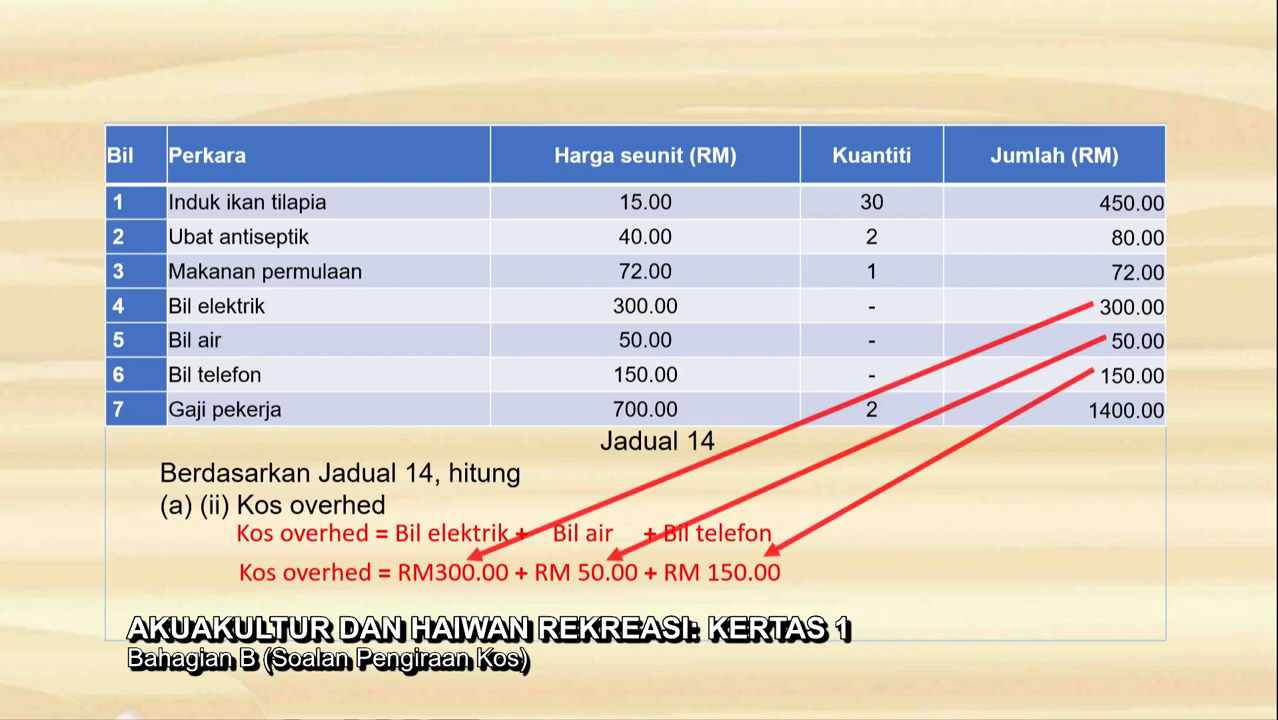 Bil Perkara Harga seunit (RM) Kuantiti Jumlah (RM)
1 Induk ikan tilapia 15.00 30 450.00
2 Ubat antiseptik 40.00 2 80.00
3 Makanan permulaan 72.00 1 72.00
4 Bil elektrik 300.00 - 300.00
5 Bil air 50.00 - 50.00
6 Bil telefon 150.00 - 150.00
7 Gaji pekerja 700.00 2 1400.00
Jadual 14
Berdasarkan Jadual 14, hitung
(a) (ii) Kos overhed
Kos overhed = Bil elektrik + Bil air + Bil telefon
Kos overhed = RM300.00 + RM 50.00 + RM 150.00
AKUAKULTUR DAN HAIWAN REKREASI: KERTAS 1
Bahagian B (Soalan Pengiraan Kos)